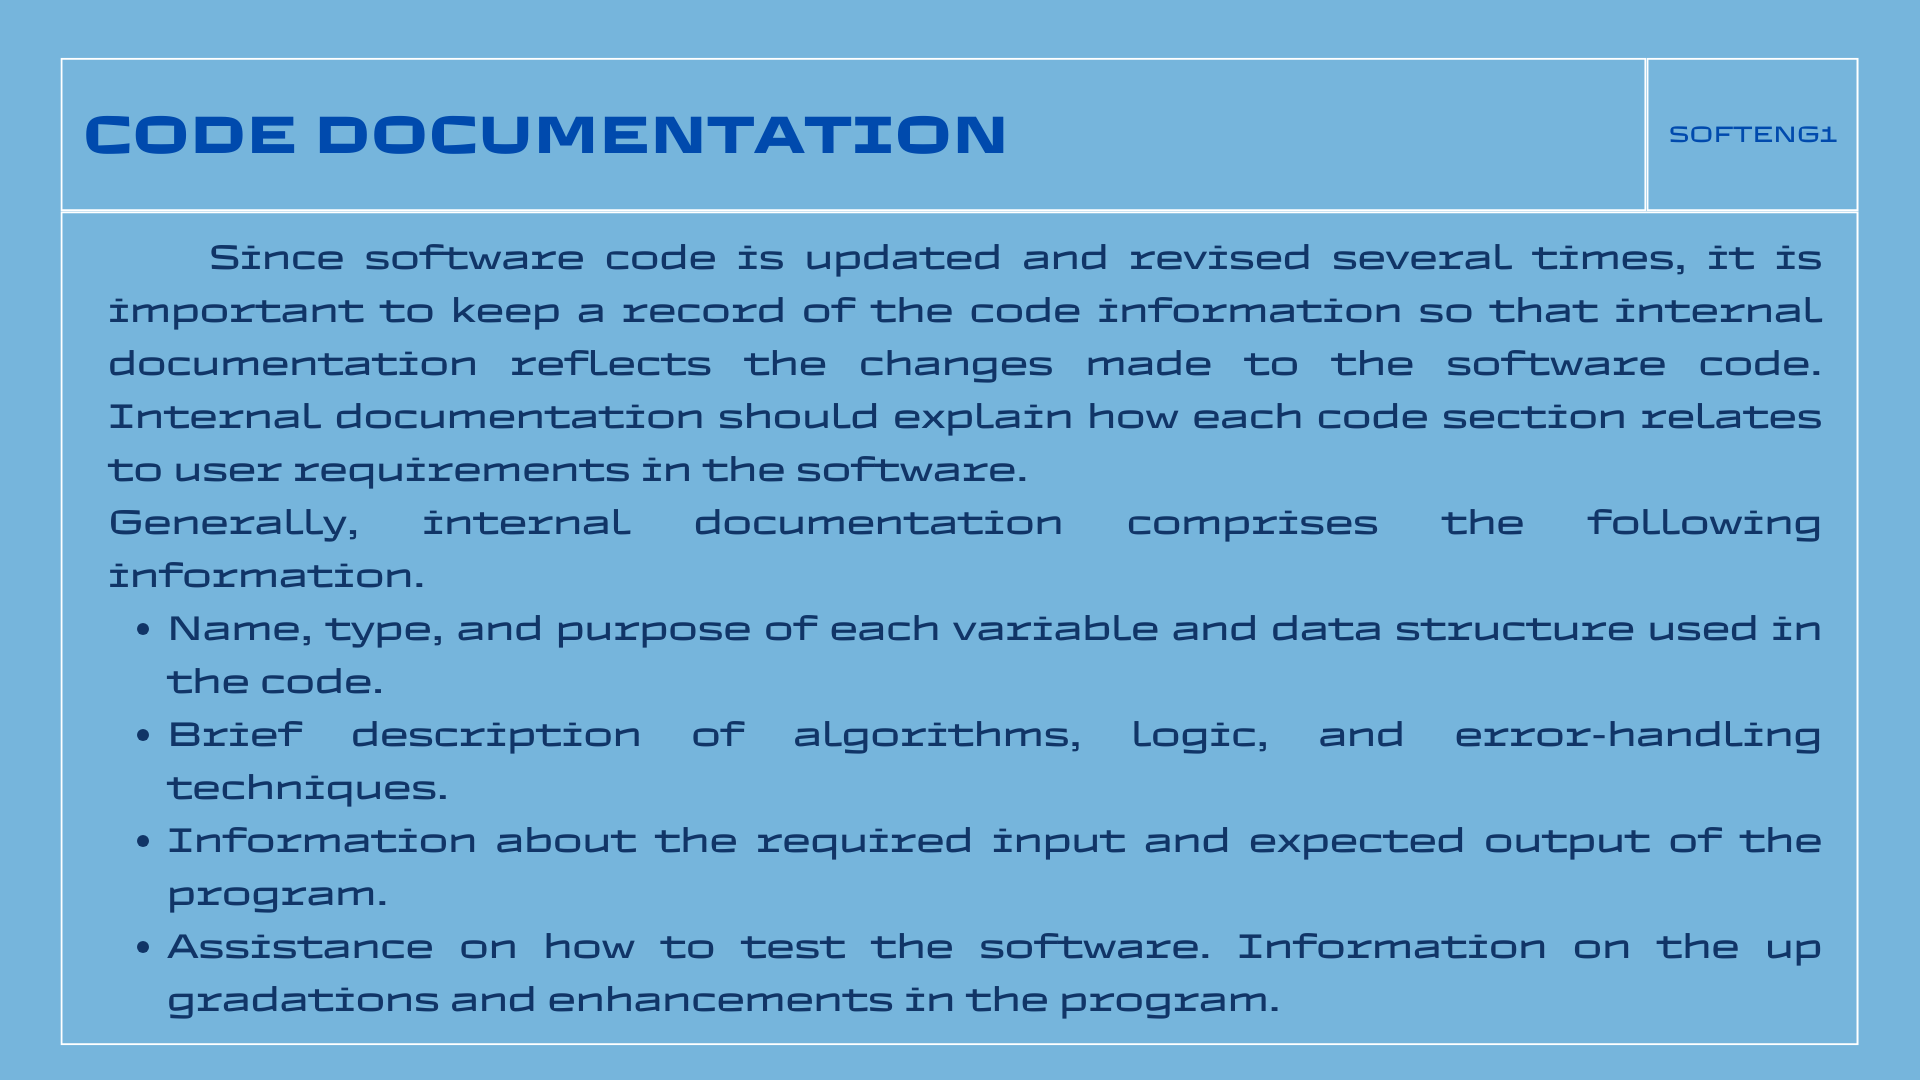 CODE DOCUMENTATION
SOFTENG1
Since software code is updated and revised several times, it is
important to keep a record of the code information so that internal
documentation reflects the changes made to the software code.
Internal documentation should explain how each code section relates
to user requirements in the software.
Generally, internal documentation comprises the following
information.
• Name, type, and purpose of each variable and data structure used in
the code.
• Brief description of algorithms, logic, and error-handling
techniques.
• Information about the required input and expected output of the
program.
• Assistance on how to test the software. Information on the up
gradations and enhancements in the program.